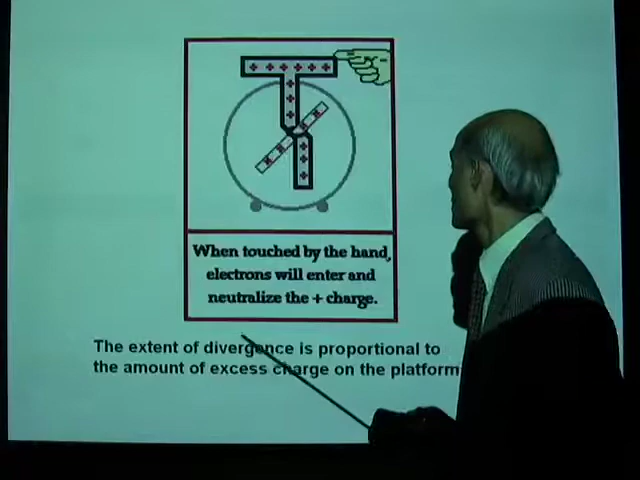 When touched by the hand,
electrons will enter and
neutralize the + charge.
The extent of divergence is proportional to
the amount of excess charge on the platform